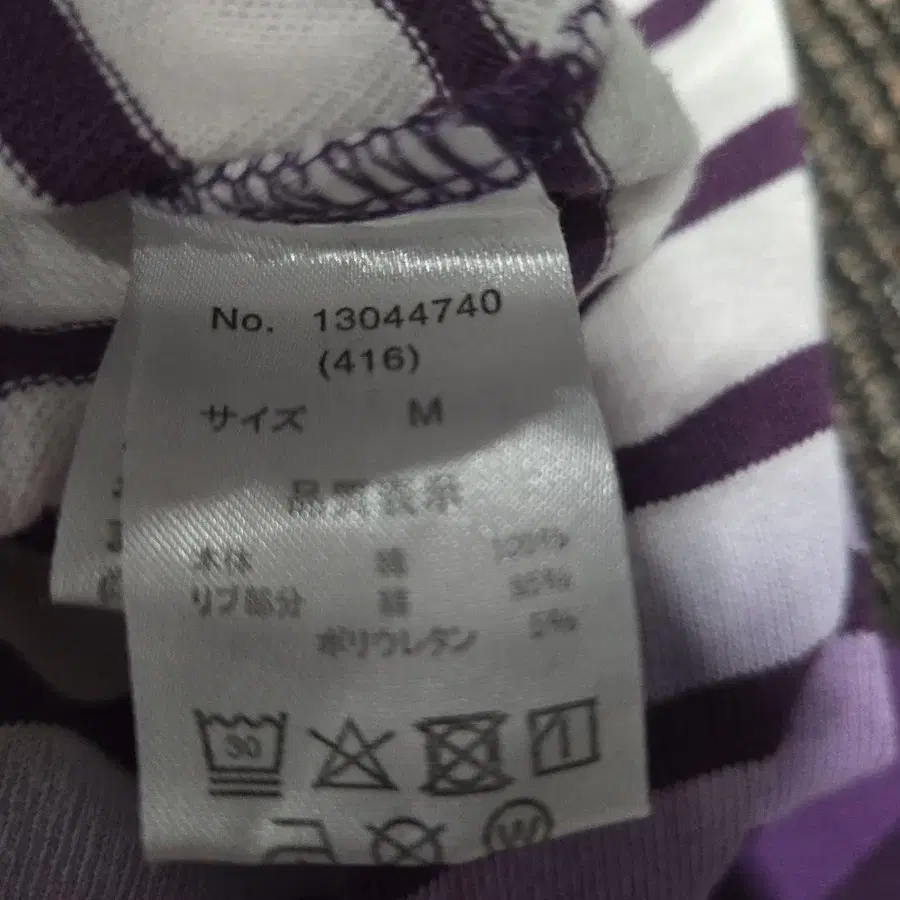 No. 13044740
(416)
サイズ M
品質表示
本体 綿 100%
リブ部分 綿 95%
ポリウレタン 5%
30
W